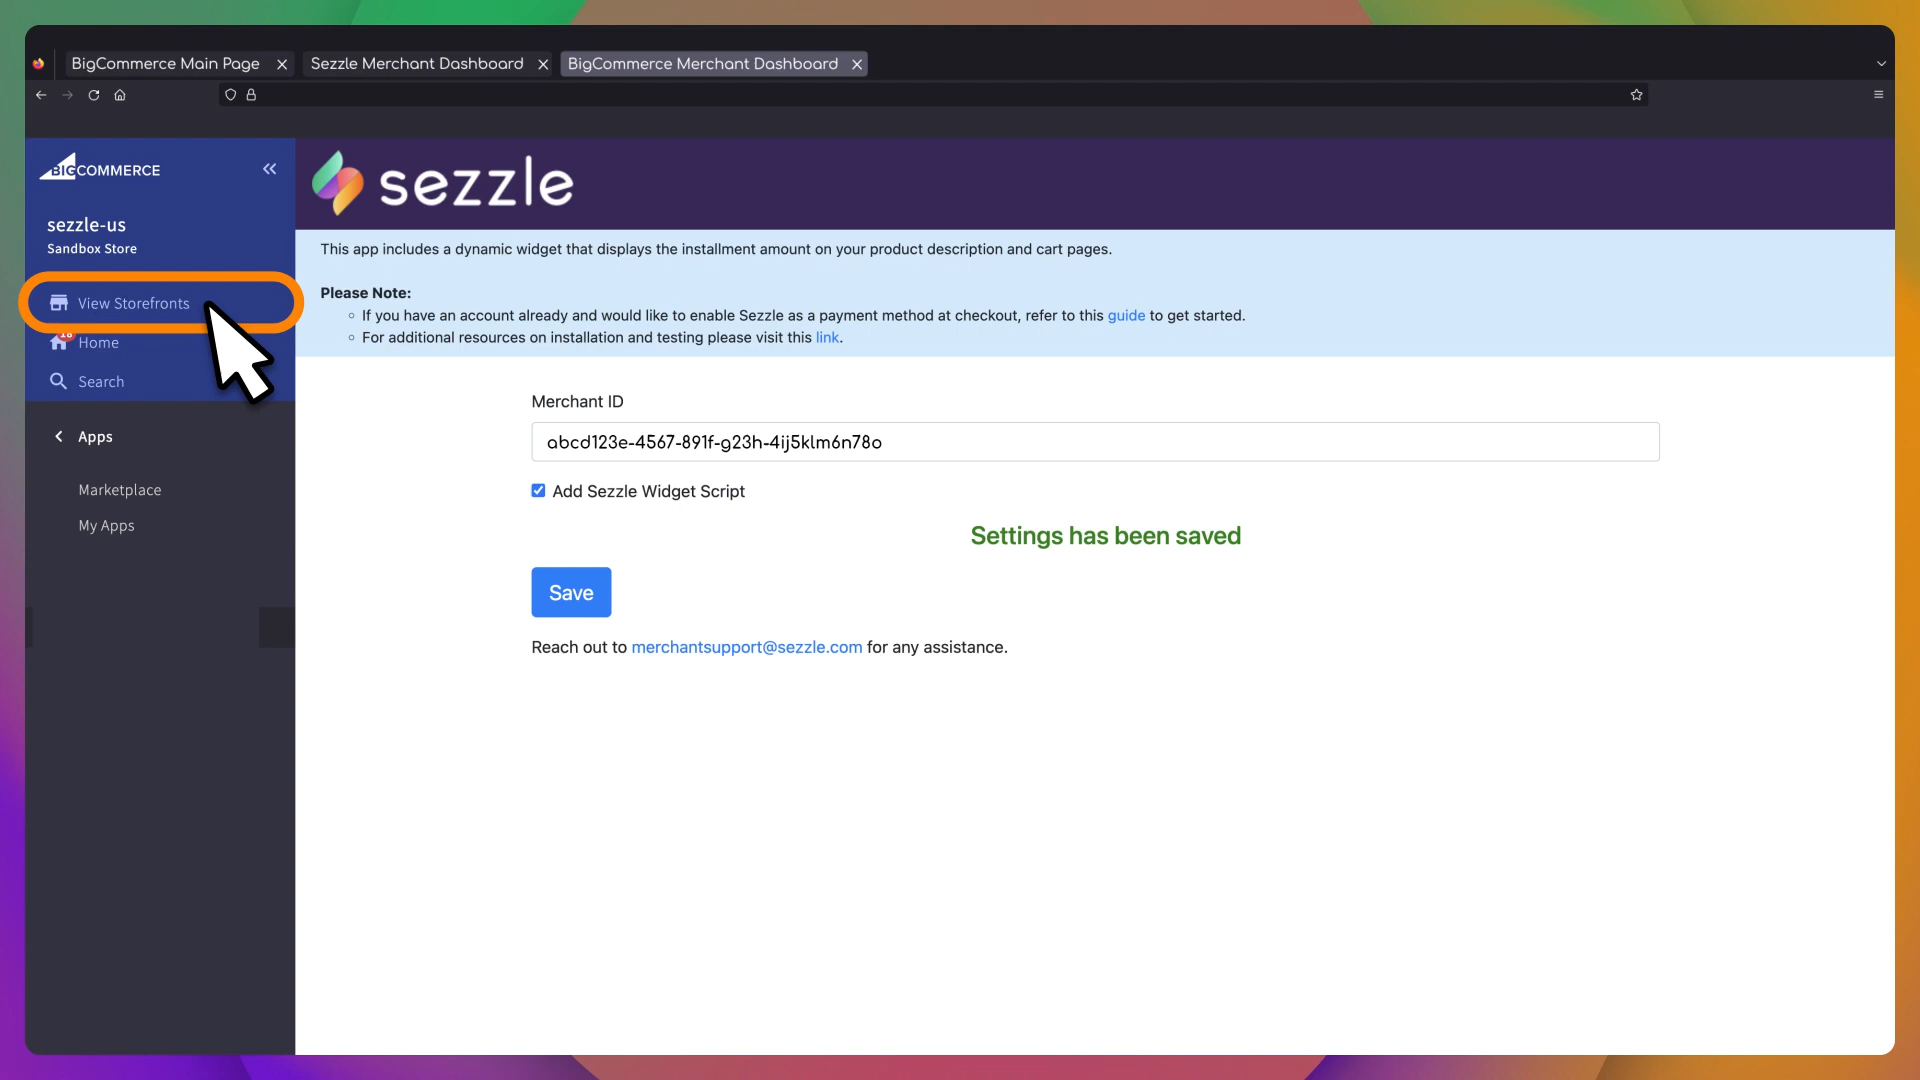 BigCommerce Main Page
Sezzle Merchant Dashboard
BigCommerce Merchant Dashboard
BIGCOMMERCE
sezzle-us
Sandbox Store
View Storefronts
Home
Search
Apps
Marketplace
My Apps
sezzle
This app includes a dynamic widget that displays the installment amount on your product description and cart pages.
Please Note:
If you have an account already and would like to enable Sezzle as a payment method at checkout, refer to this guide to get started.
For additional resources on installation and testing please visit this link.
Merchant ID
abcd123e-4567-891f-g23h-4ij5klm6n78o
Add Sezzle Widget Script
Settings has been saved
Save
Reach out to merchantsupport@sezzle.com for any assistance.